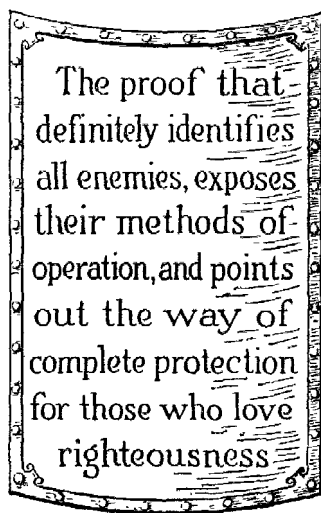 The proof that
definitely identifies
all enemies, exposes
their methods of
operation, and points
out the way of
complete protection
for those who love
righteousness